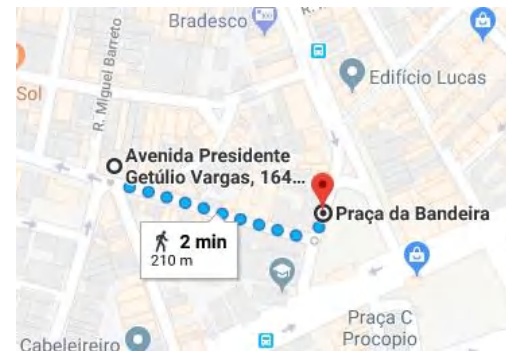 Bradesco
R. M
R. Miguel Barreto
Edifício Lucas
Sol
Avenida Presidente
Getúlio Vargas, 164...
Praça da Bandeira
2 min
210 m
Praça C
Procopio
Cabeleireiro